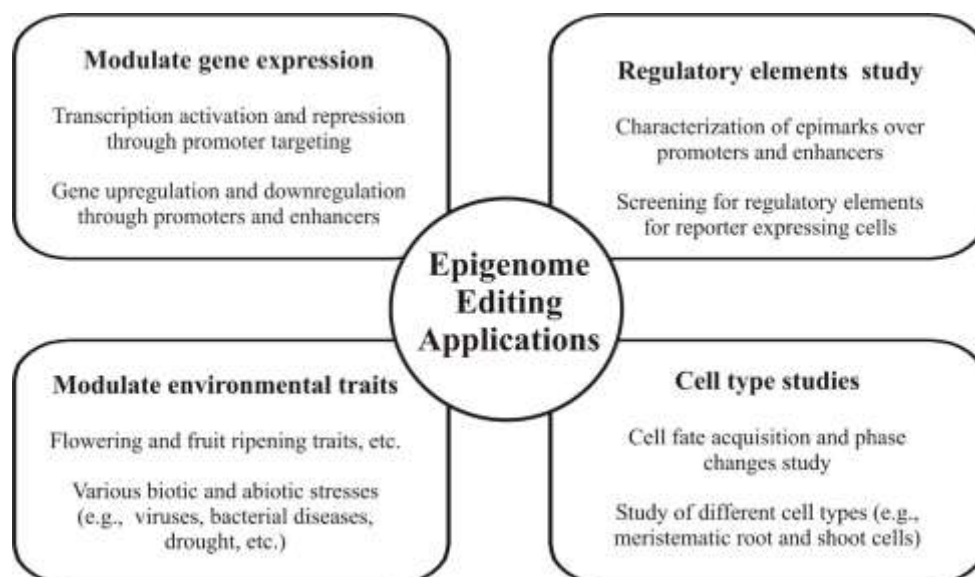 Modulate gene expression
Transcription activation and repression
through promoter targeting
Gene upregulation and downregulation
through promoters and enhancers
Regulatory elements study
Characterization of epimarks over
promoters and enhancers
Screening for regulatory elements
for reporter expressing cells
Epigenome
Editing
Applications
Modulate environmental traits
Flowering and fruit ripening traits, etc.
Various biotic and abiotic stresses
(e.g., viruses, bacterial diseases,
drought, etc.)
Cell type studies
Cell fate acquisition and phase
changes study
Study of different cell types (e.g.,
meristematic root and shoot cells)